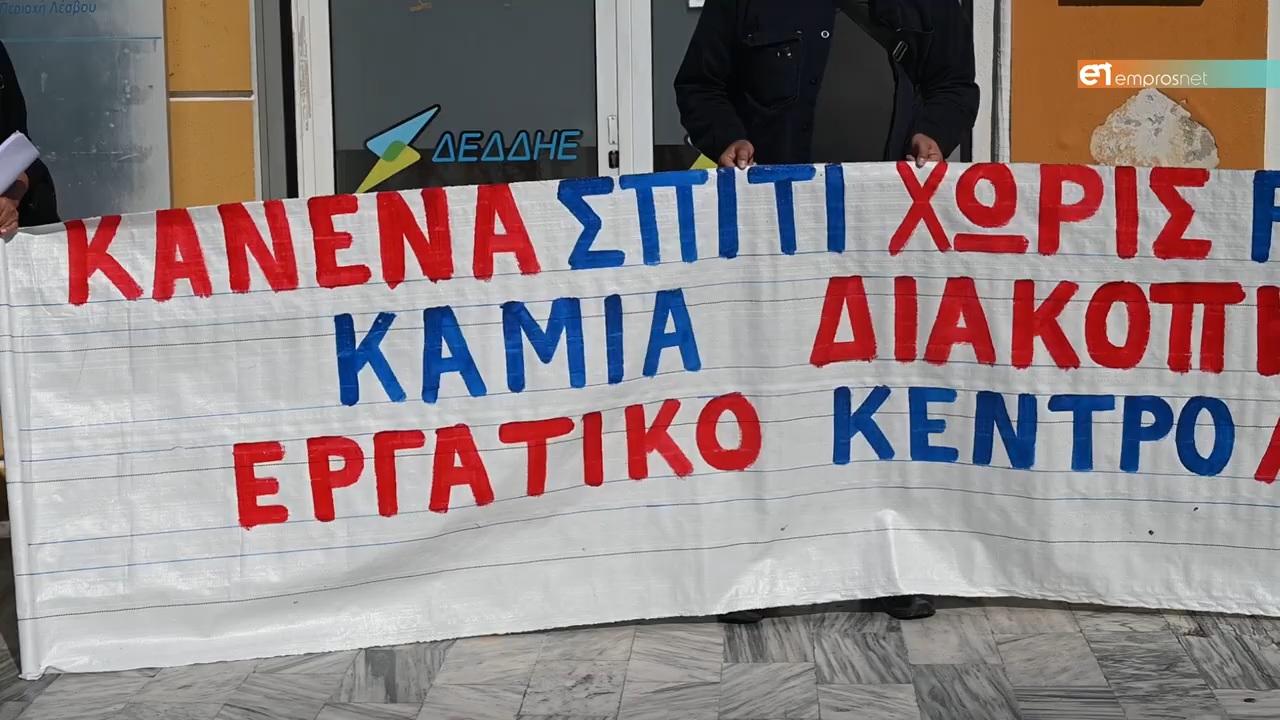 Περιοχή Λέσβου
emprosnet
ΔΕΔΔΗΕ
ΚΑΝΕΝΑ ΣΠΙΤΙ ΧΩΡΙΣ
ΚΑΜΙΑ ΔΙΑΚΟΠ
ΕΡΓΑΤΙΚΟ ΚΕΝΤΡΟ